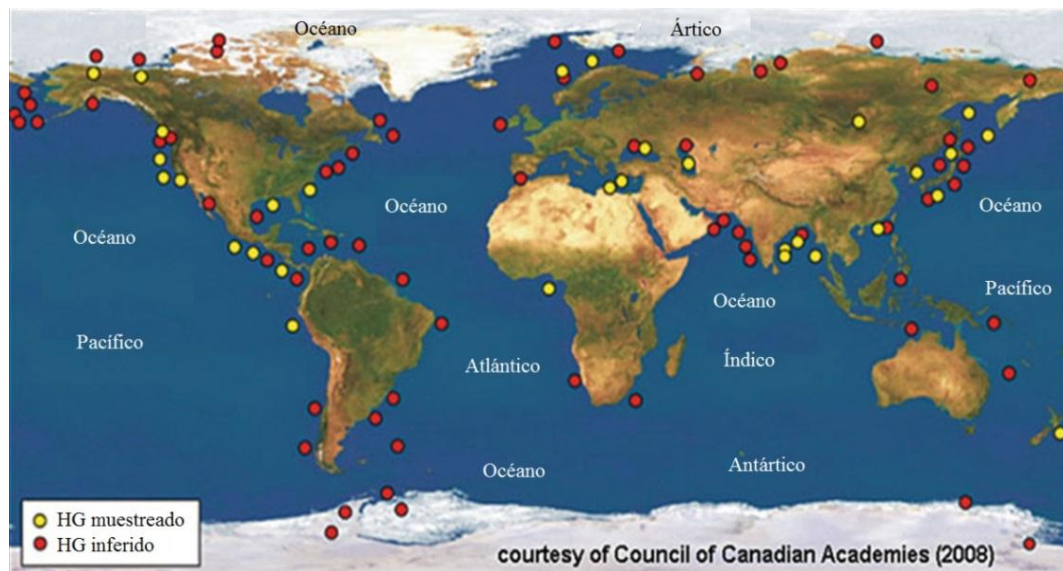 Océano
Ártico
Océano
Océano
Océano
Océano
Pacífico
Pacífico
Atlántico
Índico
Océano
Antártico
HG muestreado
HG inferido
courtesy of Council of Canadian Academies (2008)